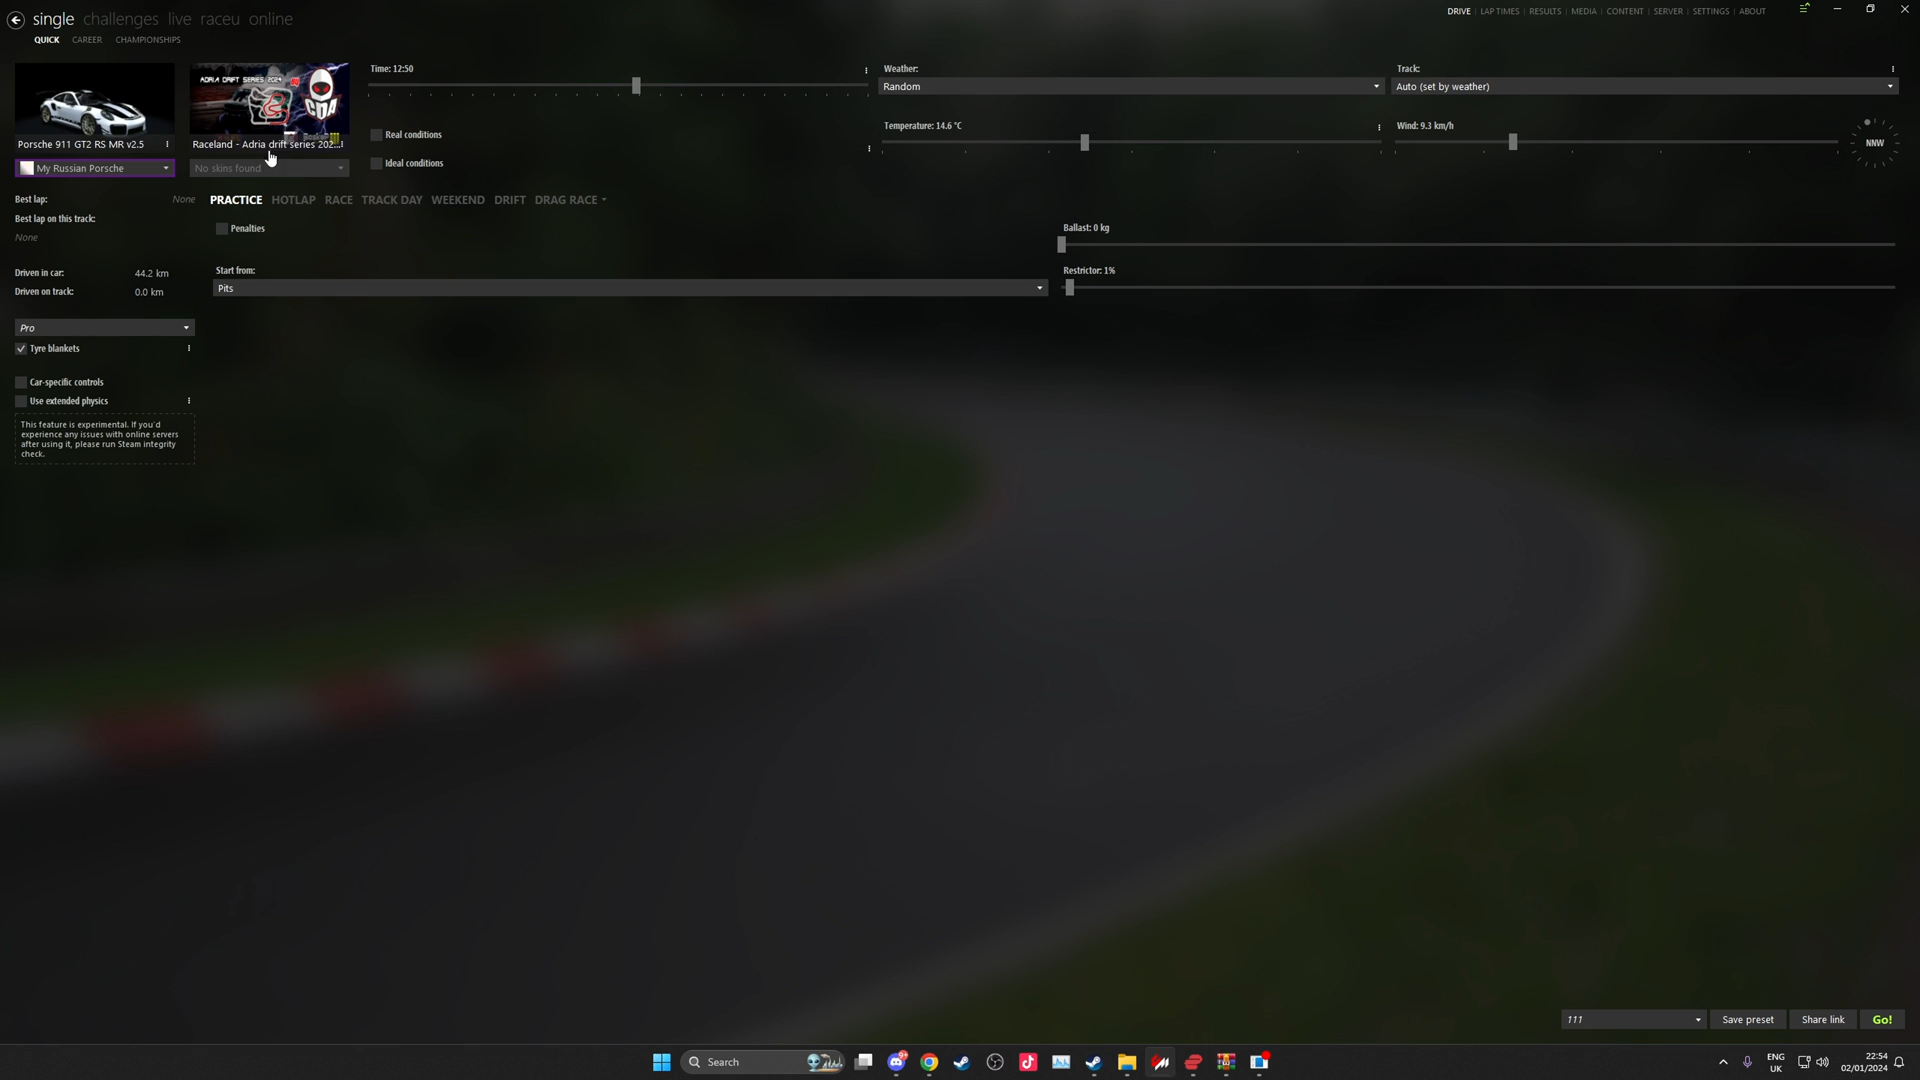 single challenges live raceu online
DRIVE LAP TIMES RESULTS MEDIA CONTENT SERVER SETTINGS ABOUT
QUICK CAREER CHAMPIONSHIPS
ADRIA DRIFT SERIES 2024
CDA
Porsche 911 GT2 RS MR v2.5
Raceland - Adria drift series 202...
My Russian Porsche
No skins found
Time: 12:50
Real conditions
Ideal conditions
Weather:
Random
Temperature: 14.6 °C
Track:
Auto (set by weather)
Wind: 9.3 km/h
NNW
Best lap: None
Best lap on this track:
None
Driven in car: 44.2 km
Driven on track: 0.0 km
PRACTICE HOTLAP RACE TRACK DAY WEEKEND DRIFT DRAG RACE
Penalties
Start from:
Pits
Ballast: 0 kg
Restrictor: 1%
Pro
Tyre blankets
Car-specific controls
Use extended physics
This feature is experimental. If you'd
experience any issues with online servers
after using it, please run Steam integrity
check.
111
Save preset
Share link
Go!
Search
ENG
UK
22:54
02/01/2024